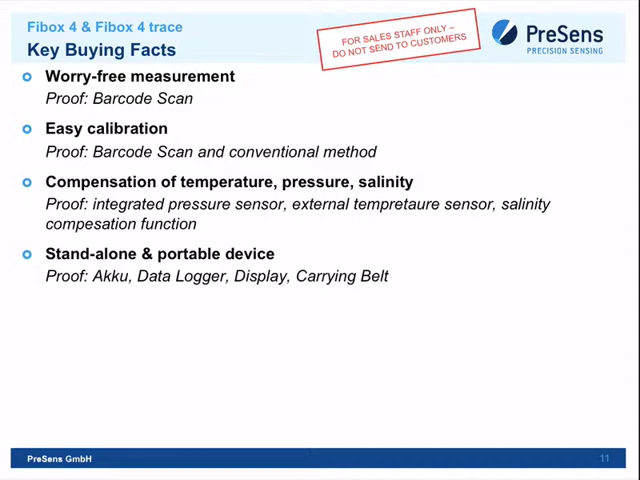 Fibox 4 & Fibox 4 trace
Key Buying Facts
FOR SALES STAFF ONLY –
DO NOT SEND TO CUSTOMERS
PreSens
PRECISION SENSING
Worry-free measurement
Proof: Barcode Scan
Easy calibration
Proof: Barcode Scan and conventional method
Compensation of temperature, pressure, salinity
Proof: integrated pressure sensor, external tempretaure sensor, salinity
compesation function
Stand-alone & portable device
Proof: Akku, Data Logger, Display, Carrying Belt
PreSens GmbH
11